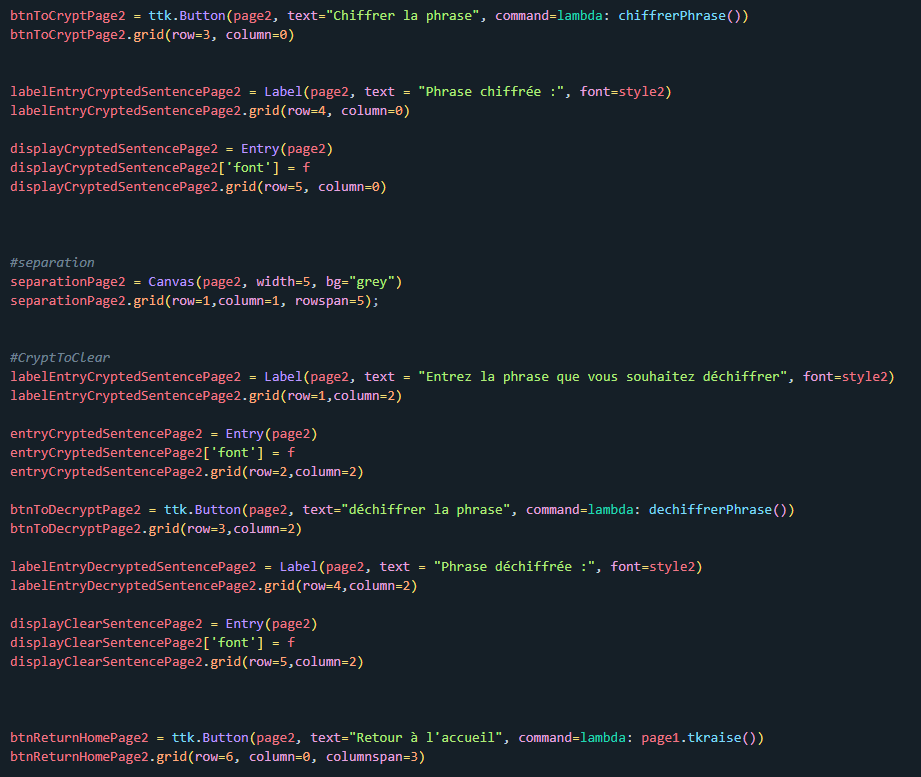 btnToCryptPage2 = ttk.Button(page2, text="Chiffrer la phrase", command=lambda: chiffrerPhrase())
btnToCryptPage2.grid(row=3, column=0)
labelEntryCryptedSentencePage2 = Label(page2, text = "Phrase chiffrée :", font=style2)
labelEntryCryptedSentencePage2.grid(row=4, column=0)
displayCryptedSentencePage2 = Entry(page2)
displayCryptedSentencePage2['font'] = f
displayCryptedSentencePage2.grid(row=5, column=0)
#separation
separationPage2 = Canvas(page2, width=5, bg="grey")
separationPage2.grid(row=1,column=1, rowspan=5);
#CryptToClear
labelEntryCryptedSentencePage2 = Label(page2, text = "Entrez la phrase que vous souhaitez déchiffrer", font=style2)
labelEntryCryptedSentencePage2.grid(row=1,column=2)
entryCryptedSentencePage2 = Entry(page2)
entryCryptedSentencePage2['font'] = f
entryCryptedSentencePage2.grid(row=2,column=2)
btnToDecryptPage2 = ttk.Button(page2, text="déchiffrer la phrase", command=lambda: dechiffrerPhrase())
btnToDecryptPage2.grid(row=3,column=2)
labelEntryDecryptedSentencePage2 = Label(page2, text = "Phrase déchiffrée :", font=style2)
labelEntryDecryptedSentencePage2.grid(row=4,column=2)
displayClearSentencePage2 = Entry(page2)
displayClearSentencePage2['font'] = f
displayClearSentencePage2.grid(row=5,column=2)
btnReturnHomePage2 = ttk.Button(page2, text="Retour à l'accueil", command=lambda: page1.tkraise())
btnReturnHomePage2.grid(row=6, column=0, columnspan=3)